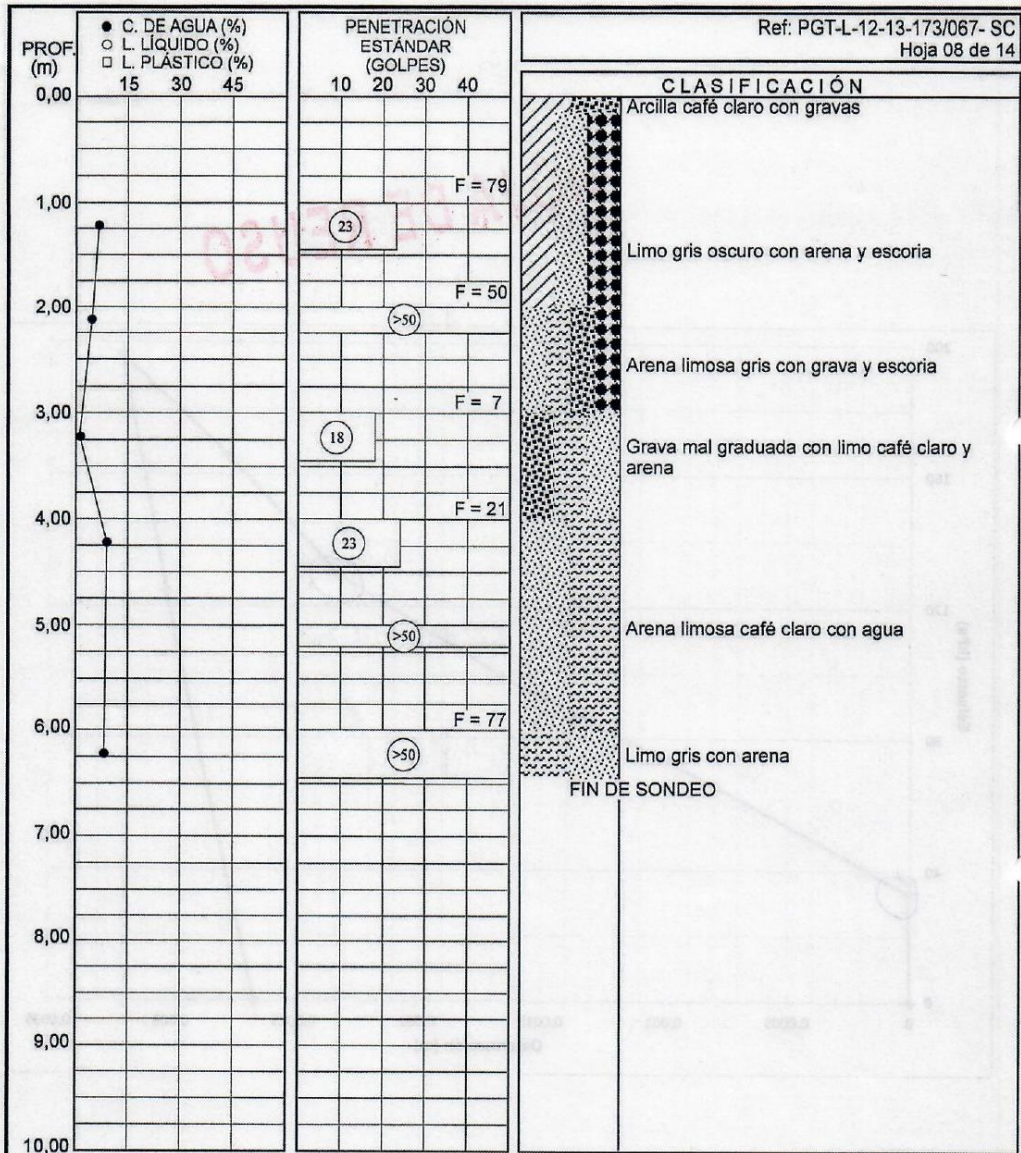 Ref: PGT-L-12-13-173/067- SC
Hoja 08 de 14
PROF.
(m)
● C. DE AGUA (%)
○ L. LÍQUIDO (%)
□ L. PLÁSTICO (%)
15 30 45
PENETRACIÓN
ESTÁNDAR
(GOLPES)
10 20 30 40
CLASIFICACIÓN
0,00
Arcilla café claro con gravas
F = 79
1,00
23
Limo gris oscuro con arena y escoria
F = 50
2,00
>50
Arena limosa gris con grava y escoria
F = 7
3,00
18
Grava mal graduada con limo café claro y
arena
F = 21
4,00
23
5,00
>50
Arena limosa café claro con agua
F = 77
6,00
>50
Limo gris con arena
FIN DE SONDEO
7,00
8,00
9,00
10,00